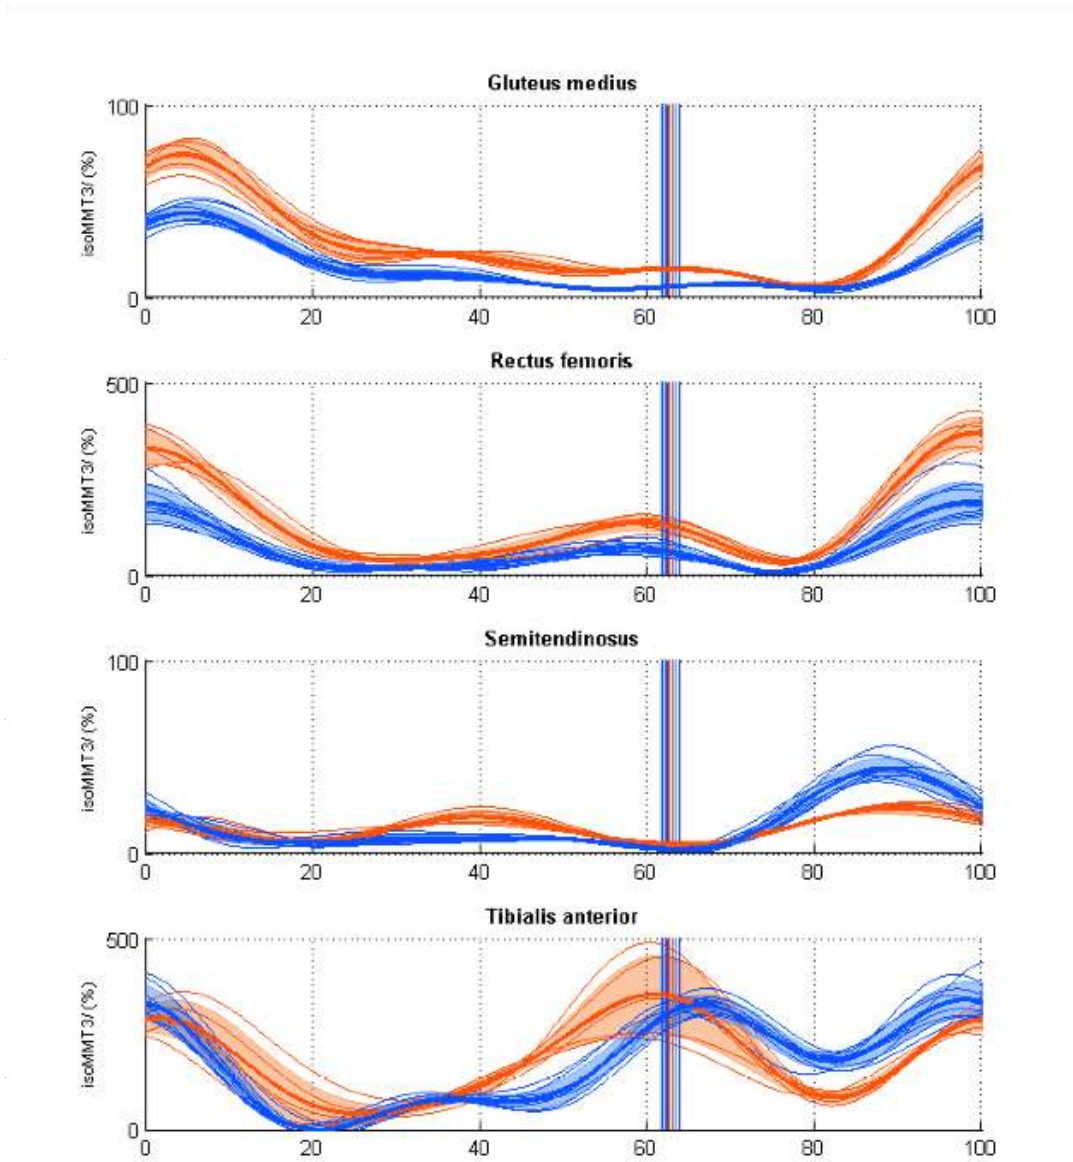 Gluteus medius
100
isoMMT3/ (%)
0
0 20 40 60 80 100
Rectus femoris
500
isoMMT3/ (%)
0
0 20 40 60 80 100
Semitendinosus
100
isoMMT3/ (%)
0
0 20 40 60 80 100
Tibialis anterior
500
isoMMT3/ (%)
0
0 20 40 60 80 100